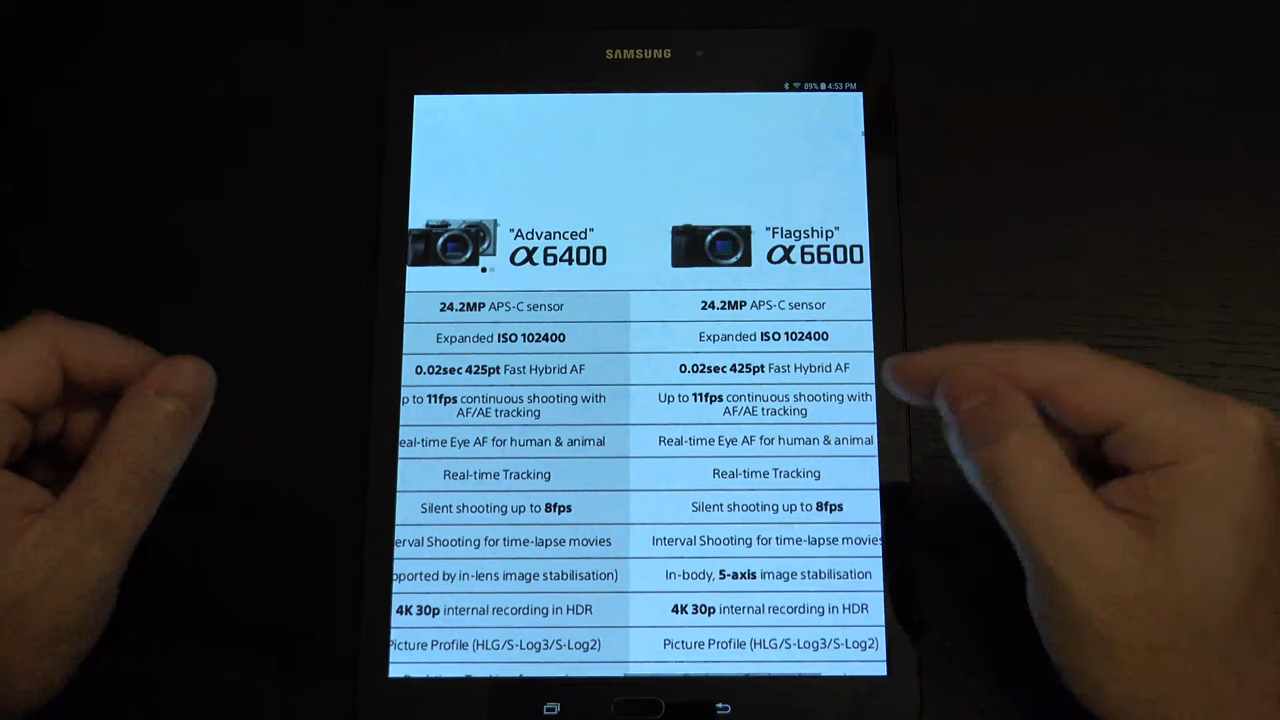 SAMSUNG
89% 4:53 PM
"Advanced"
α6400
"Flagship"
α6600
24.2MP APS-C sensor
24.2MP APS-C sensor
Expanded ISO 102400
Expanded ISO 102400
0.02sec 425pt Fast Hybrid AF
0.02sec 425pt Fast Hybrid AF
p to 11fps continuous shooting with
AF/AE tracking
Up to 11fps continuous shooting with
AF/AE tracking
eal-time Eye AF for human & animal
Real-time Eye AF for human & animal
Real-time Tracking
Real-time Tracking
Silent shooting up to 8fps
Silent shooting up to 8fps
erval Shooting for time-lapse movies
Interval Shooting for time-lapse movies
ported by in-lens image stabilisation)
In-body, 5-axis image stabilisation
4K 30p internal recording in HDR
4K 30p internal recording in HDR
Picture Profile (HLG/S-Log3/S-Log2)
Picture Profile (HLG/S-Log3/S-Log2)